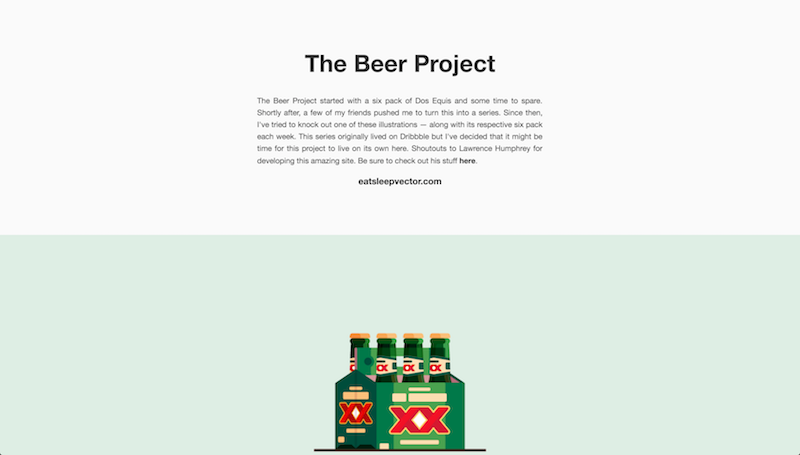 The Beer Project
The Beer Project started with a six pack of Dos Equis and some time to spare.
Shortly after, a few of my friends pushed me to turn this into a series. Since then,
I've tried to knock out one of these illustrations — along with its respective six pack
each week. This series originally lived on Dribbble but I've decided that it might be
time for this project to live on its own here. Shoutouts to Lawrence Humphrey for
developing this amazing site. Be sure to check out his stuff here.
eatsleepvector.com
XX
XX